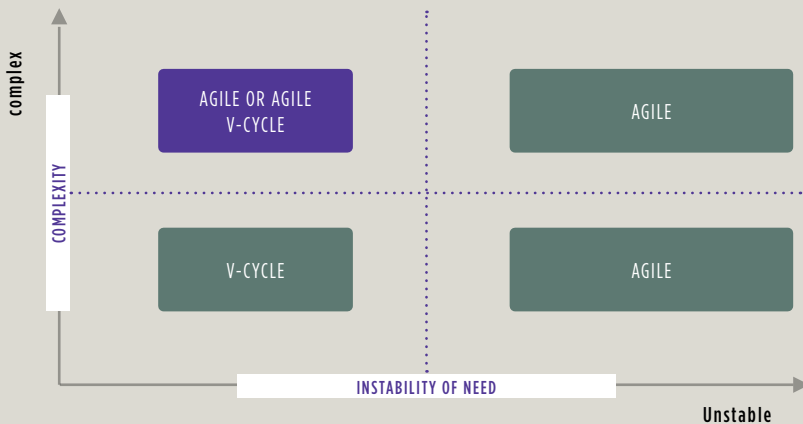 complex
AGILE OR AGILE
V-CYCLE
AGILE
COMPLEXITY
V-CYCLE
AGILE
INSTABILITY OF NEED
Unstable